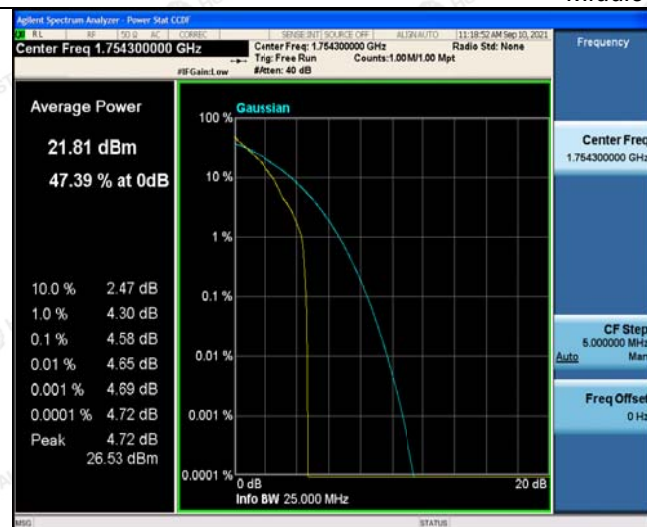 Middle
Agilent Spectrum Analyzer - Power Stat CCDF
RL RF 50 Ω AC CORREC SENSE:INT SOURCE OFF ALIGNAUTO 11:18:52 AM Sep 10, 2021
Center Freq 1.754300000 GHz
Center Freq: 1.754300000 GHz Radio Std: None
Trig: Free Run Counts:1.00 M/1.00 Mpt
#IFGain:Low #Atten: 40 dB
Frequency
Average Power
21.81 dBm
47.39 % at 0dB
10.0 % 2.47 dB
1.0 % 4.30 dB
0.1 % 4.58 dB
0.01 % 4.65 dB
0.001 % 4.69 dB
0.0001 % 4.72 dB
Peak 4.72 dB
26.53 dBm
Gaussian
100 %
10 %
1 %
0.1 %
0.01 %
0.001 %
0.0001 %
0 dB 20 dB
Info BW 25.000 MHz
Center Freq
1.754300000 GHz
CF Step
5.000000 MHz
Auto Man
Freq Offset
0 Hz
MSG STATUS